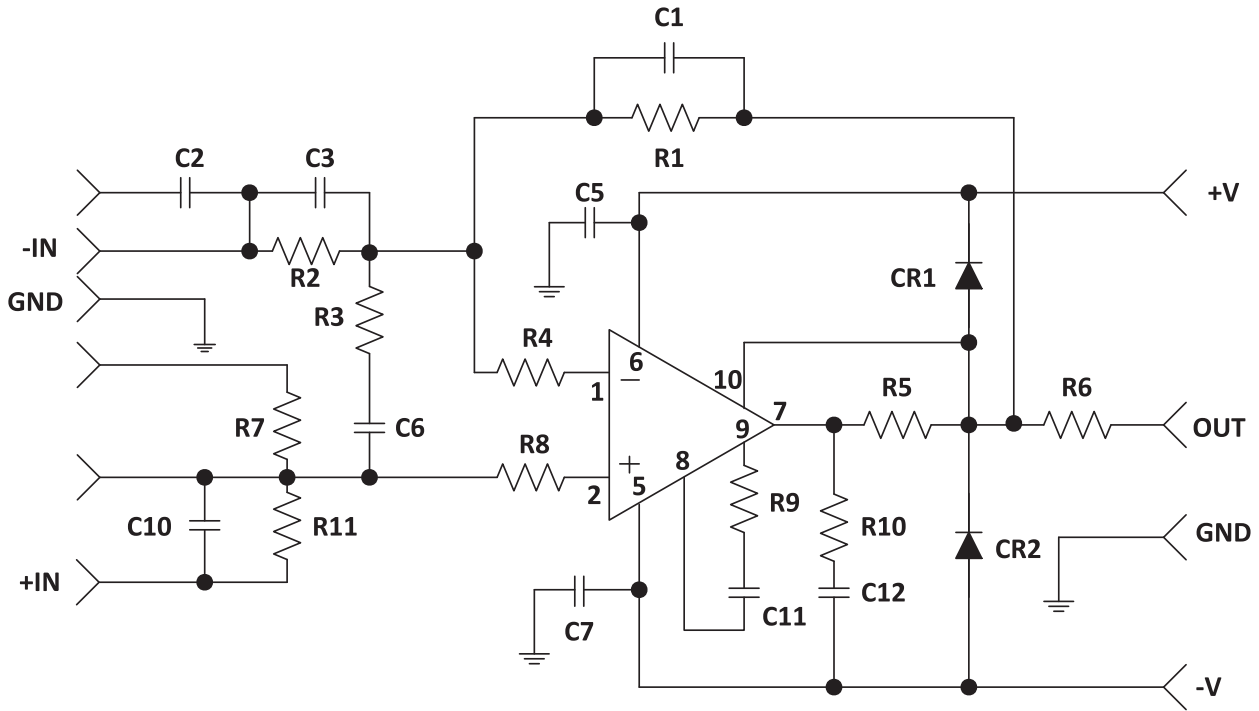 C1
R1
C2
C3
C5
+V
-IN
R2
CR1
GND
R3
R4
6
10
1
−
R5
R6
7
R7
C6
R8
9
OUT
8
+
2
5
R9
C10
R11
R10
GND
CR2
+IN
C12
C11
C7
-V